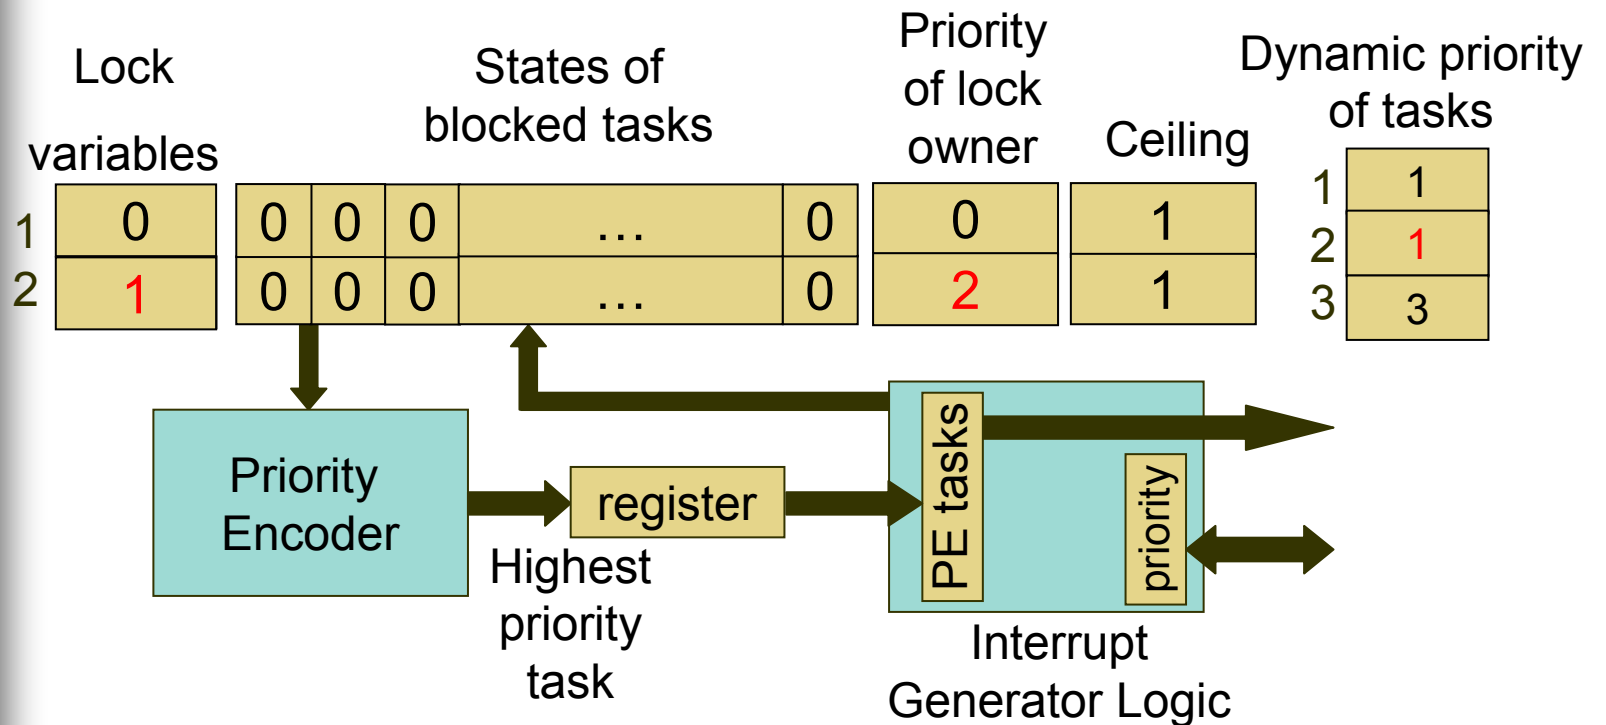 Lock
variables
States of
blocked tasks
Priority
of lock
owner
Ceiling
Dynamic priority
of tasks
1 0 0 0 0 … 0 0 1
2 1 0 0 0 … 0 2 1
1 1
2 1
3 3
Priority
Encoder
register
Highest
priority
task
PE tasks
priority
Interrupt
Generator Logic